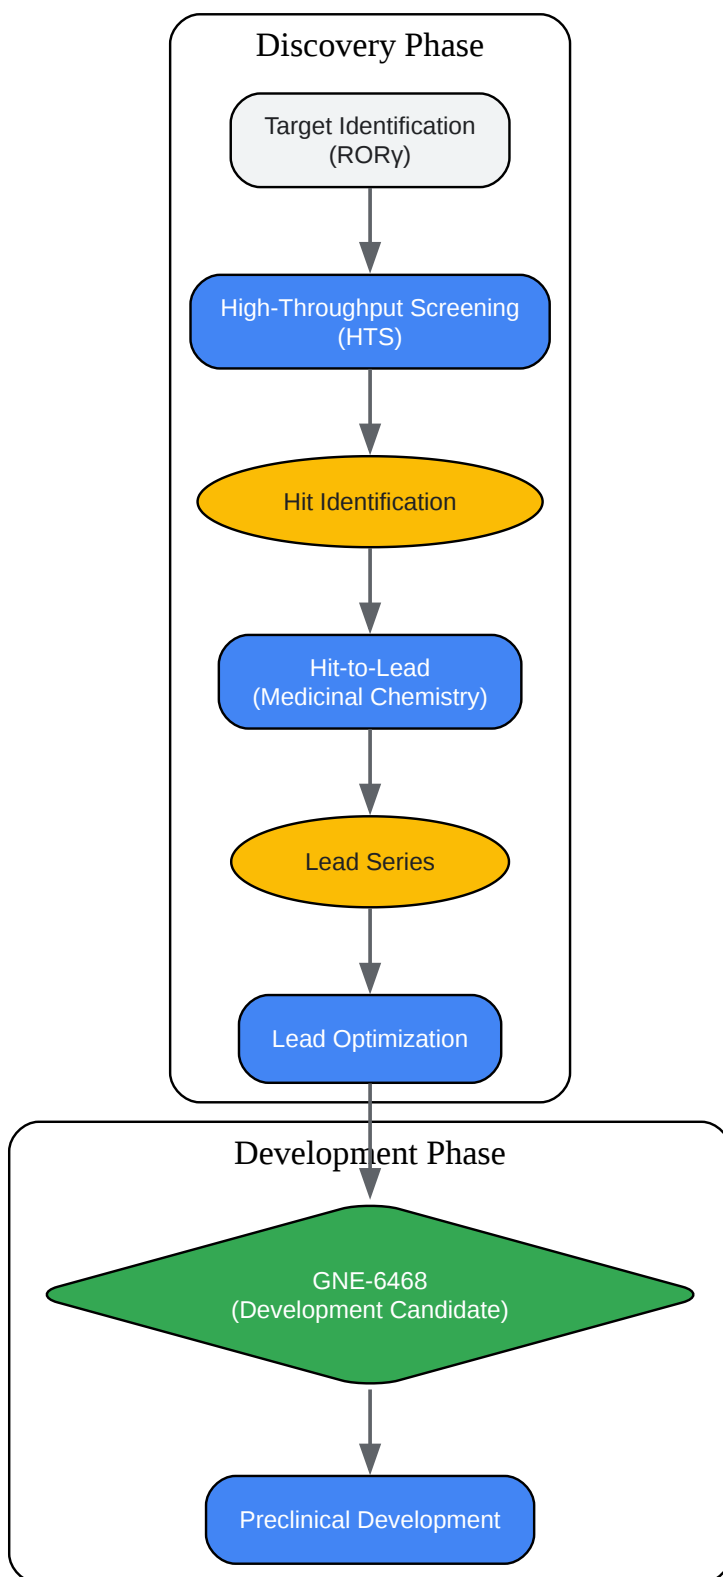 Discovery Phase
Target Identification
(RORγ)
High-Throughput Screening
(HTS)
Hit Identification
Hit-to-Lead
(Medicinal Chemistry)
Lead Series
Lead Optimization
Development Phase
GNE-6468
(Development Candidate)
Preclinical Development